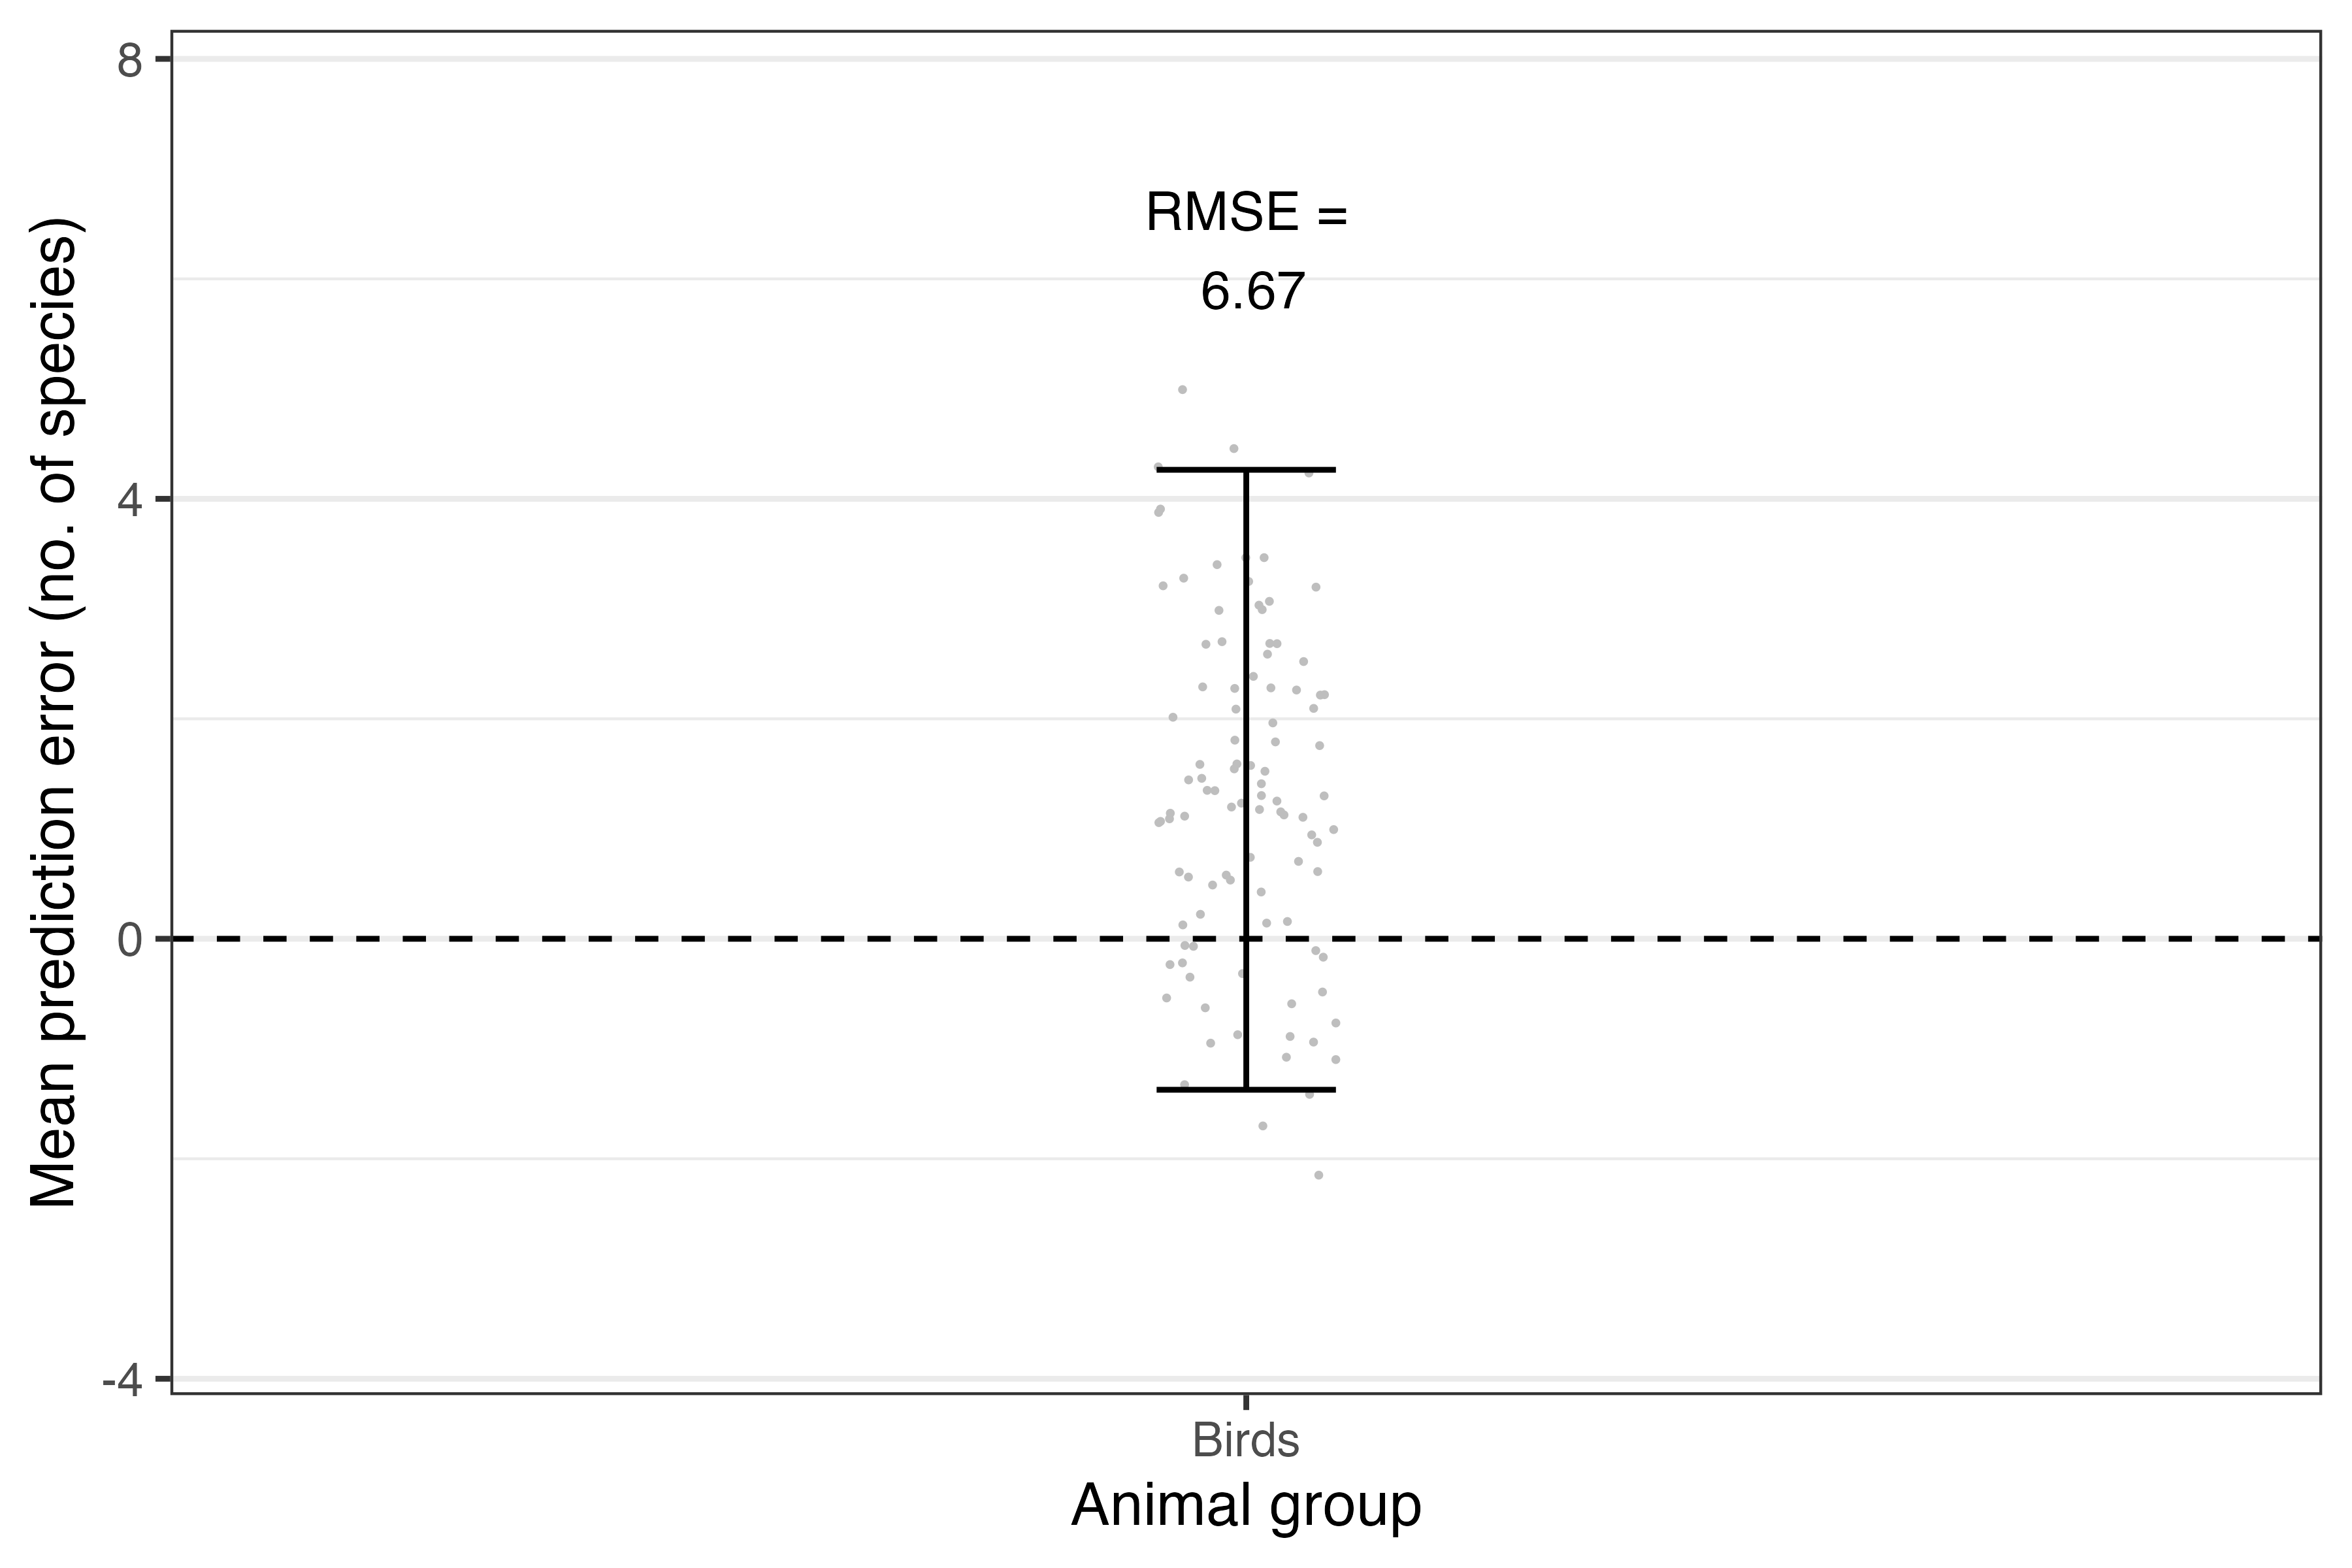 Mean prediction error (no. of species)
8
4
0
-4
RMSE =
6.67
Birds
Animal group